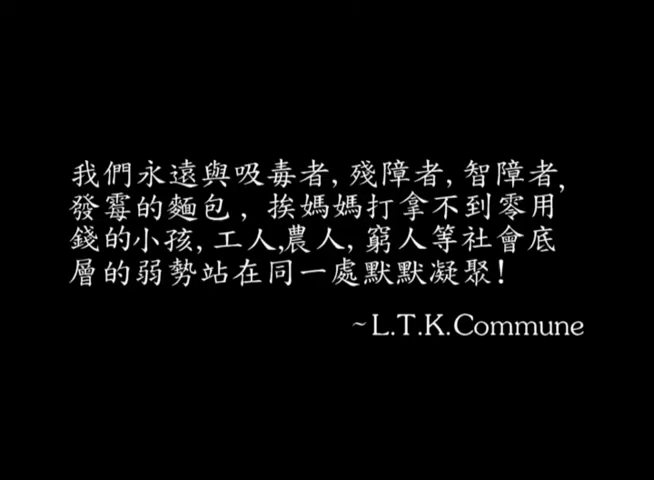 我們永遠與吸毒者, 殘障者, 智障者,
發霉的麵包 , 挨媽媽打拿不到零用
錢的小孩, 工人,農人, 窮人等社會底
層的弱勢站在同一處默默凝聚!
~L.T.K.Commune